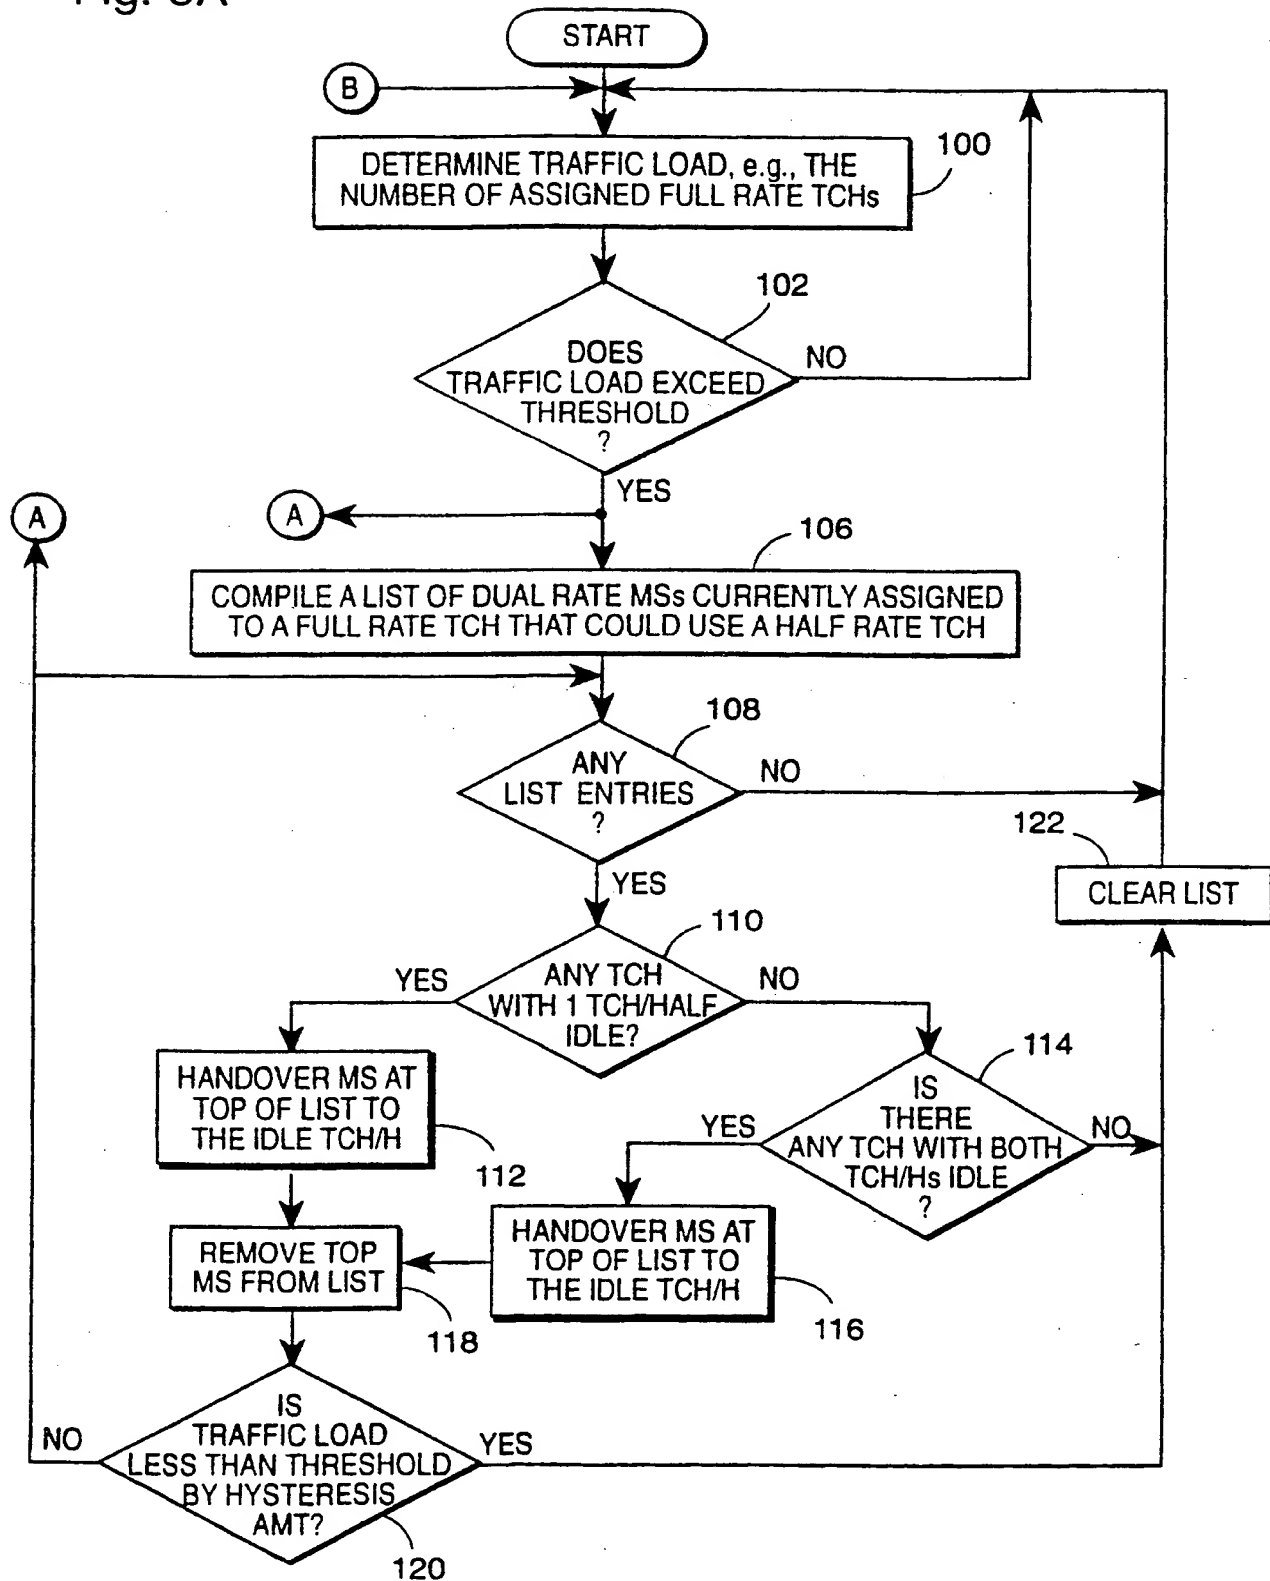 START
B
DETERMINE TRAFFIC LOAD, e.g., THE
NUMBER OF ASSIGNED FULL RATE TCHs
100
102
DOES
TRAFFIC LOAD EXCEED
THRESHOLD
?
NO
YES
A
A
106
COMPILE A LIST OF DUAL RATE MSs CURRENTLY ASSIGNED
TO A FULL RATE TCH THAT COULD USE A HALF RATE TCH
108
ANY
LIST ENTRIES
?
NO
YES
122
CLEAR LIST
110
ANY TCH
WITH 1 TCH/HALF
IDLE?
YES
NO
114
IS
THERE
ANY TCH WITH BOTH
TCH/Hs IDLE
?
YES
NO
HANDOVER MS AT
TOP OF LIST TO
THE IDLE TCH/H
112
HANDOVER MS AT
TOP OF LIST TO
THE IDLE TCH/H
116
REMOVE TOP
MS FROM LIST
118
IS
TRAFFIC LOAD
LESS THAN THRESHOLD
BY HYSTERESIS
AMT?
NO
YES
120